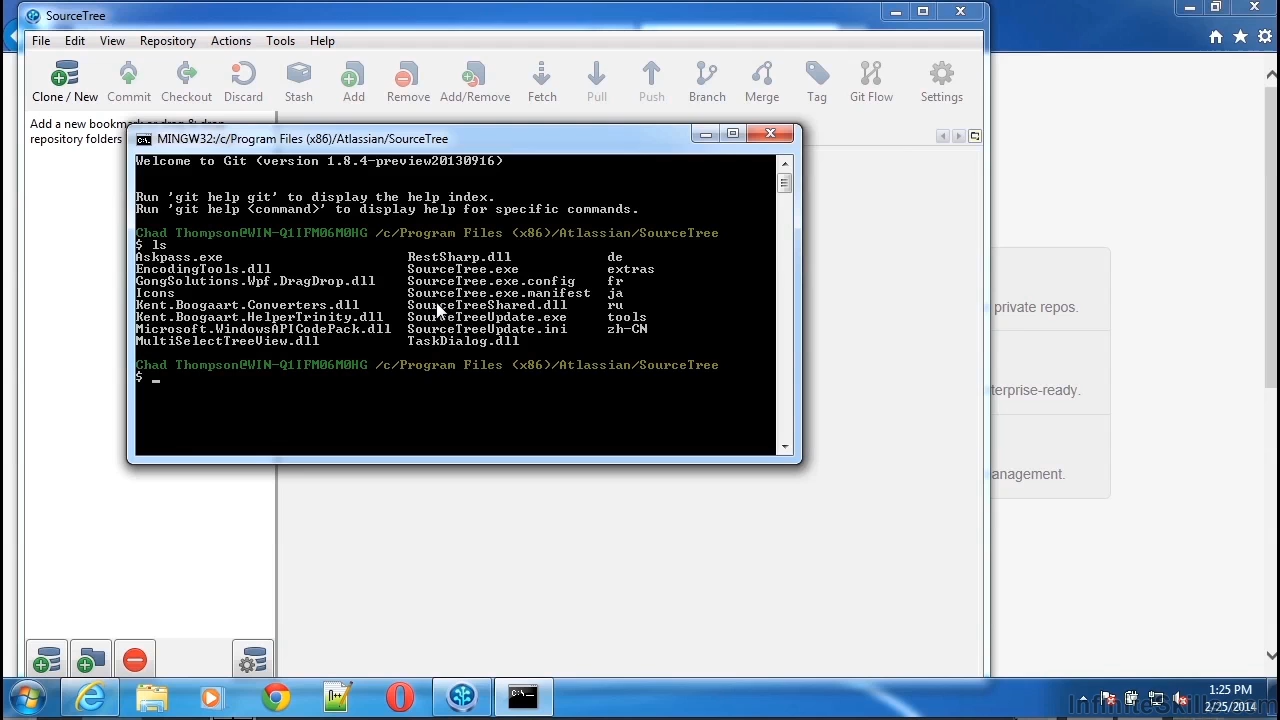 SourceTree
File Edit View Repository Actions Tools Help
Clone / New Commit Checkout Discard Stash Add Remove Add/Remove Fetch Pull Push Branch Merge Tag Git Flow Settings
Add a new bookmark or drag & drop
repository folders
MINGW32:/c/Program Files (x86)/Atlassian/SourceTree
Welcome to Git (version 1.8.4-preview20130916)
Run 'git help git' to display the help index.
Run 'git help <command>' to display help for specific commands.
Chad Thompson@WIN-Q1IFM06M0HG /c/Program Files (x86)/Atlassian/SourceTree
$ ls
Askpass.exe RestSharp.dll de
EncodingTools.dll SourceTree.exe extras
GongSolutions.Wpf.DragDrop.dll SourceTree.exe.config fr
Icons SourceTree.exe.manifest ja
Kent.Boogaart.Converters.dll SourceTreeShared.dll ru
Kent.Boogaart.HelperTrinity.dll SourceTreeUpdate.exe tools
Microsoft.WindowsAPICodePack.dll SourceTreeUpdate.ini zh-CN
MultiSelectTreeView.dll TaskDialog.dll
Chad Thompson@WIN-Q1IFM06M0HG /c/Program Files (x86)/Atlassian/SourceTree
$ _
private repos.
terprise-ready.
anagement.
1:25 PM
2/25/2014
InfiniteSkills.com